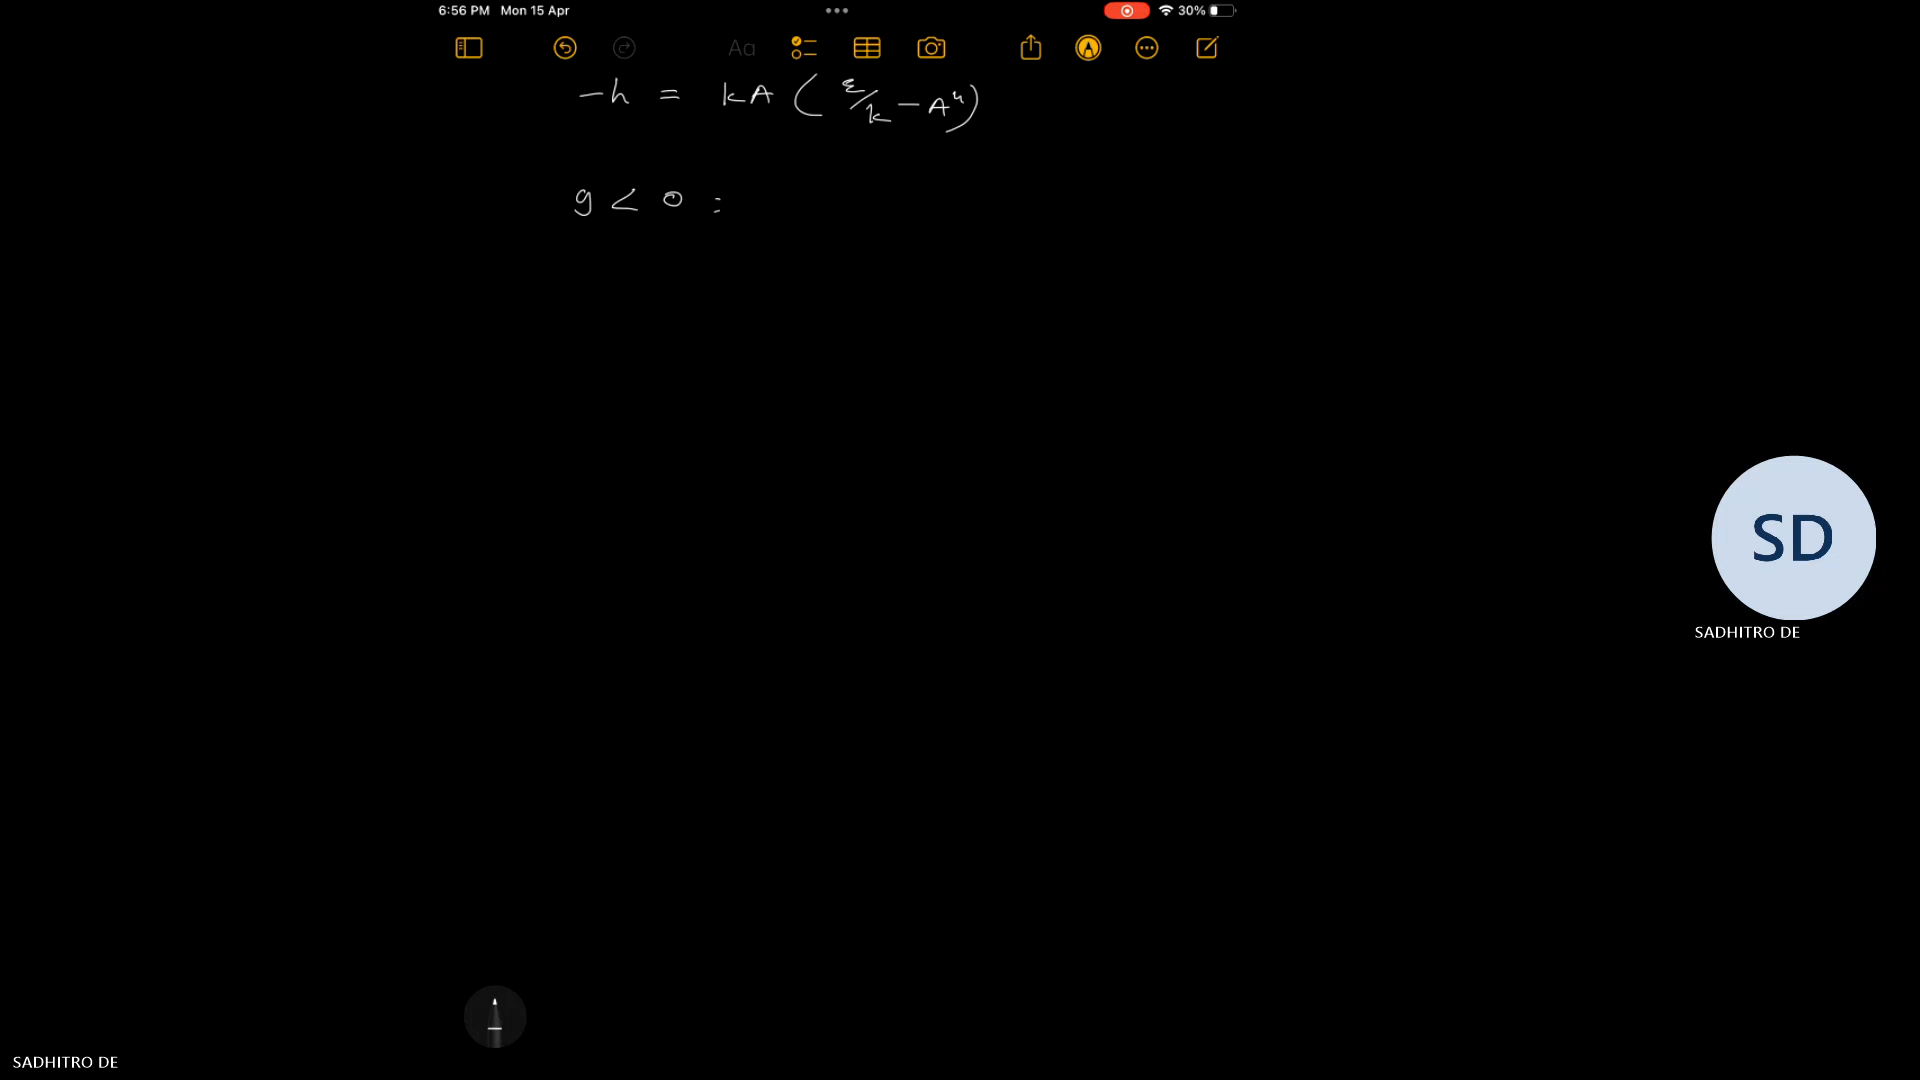 6:56 PM Mon 15 Apr
30%
Aa
-h = kA ( ε/k - A⁴)
g < 0 :
SD
SADHITRO DE
SADHITRO DE